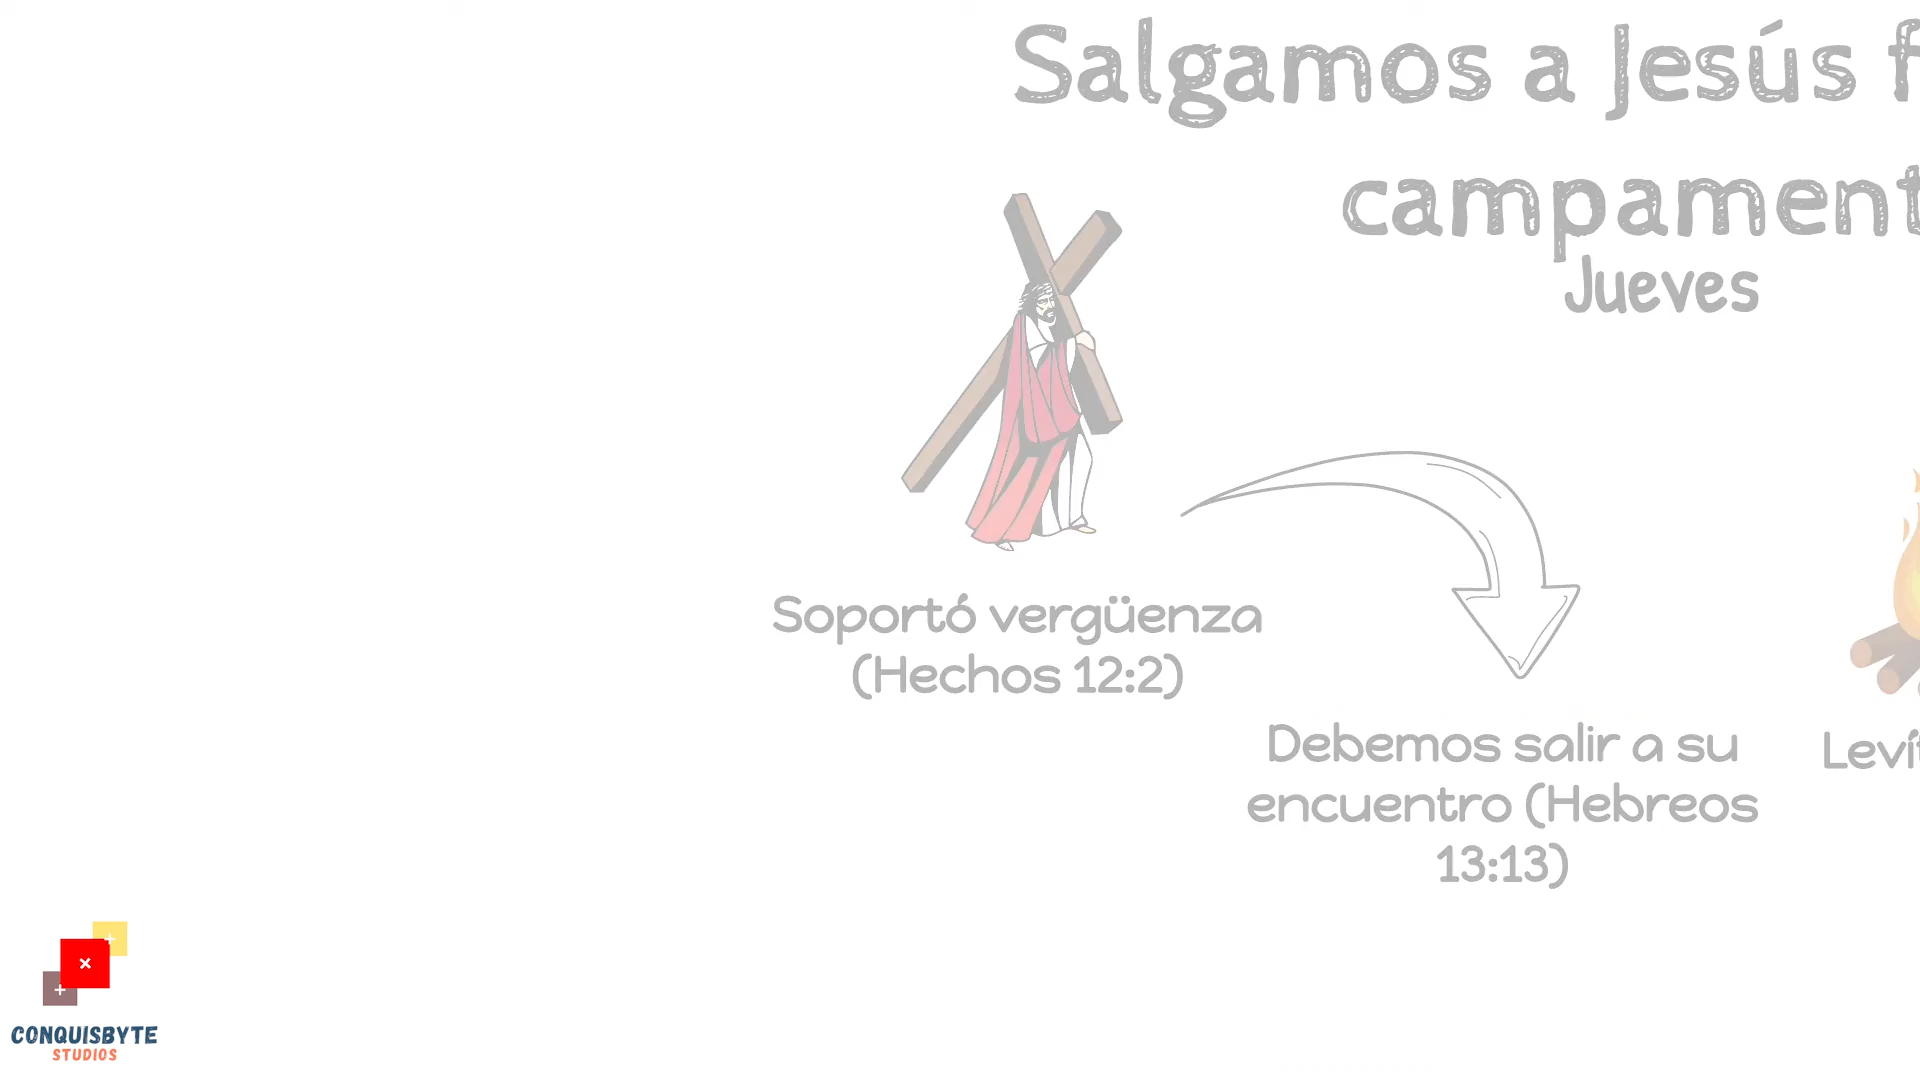 Salgamos a Jesús f
campament
Jueves
Soportó vergüenza
(Hechos 12:2)
Debemos salir a su
encuentro (Hebreos
13:13)
Leví
CONQUISBYTE
STUDIOS